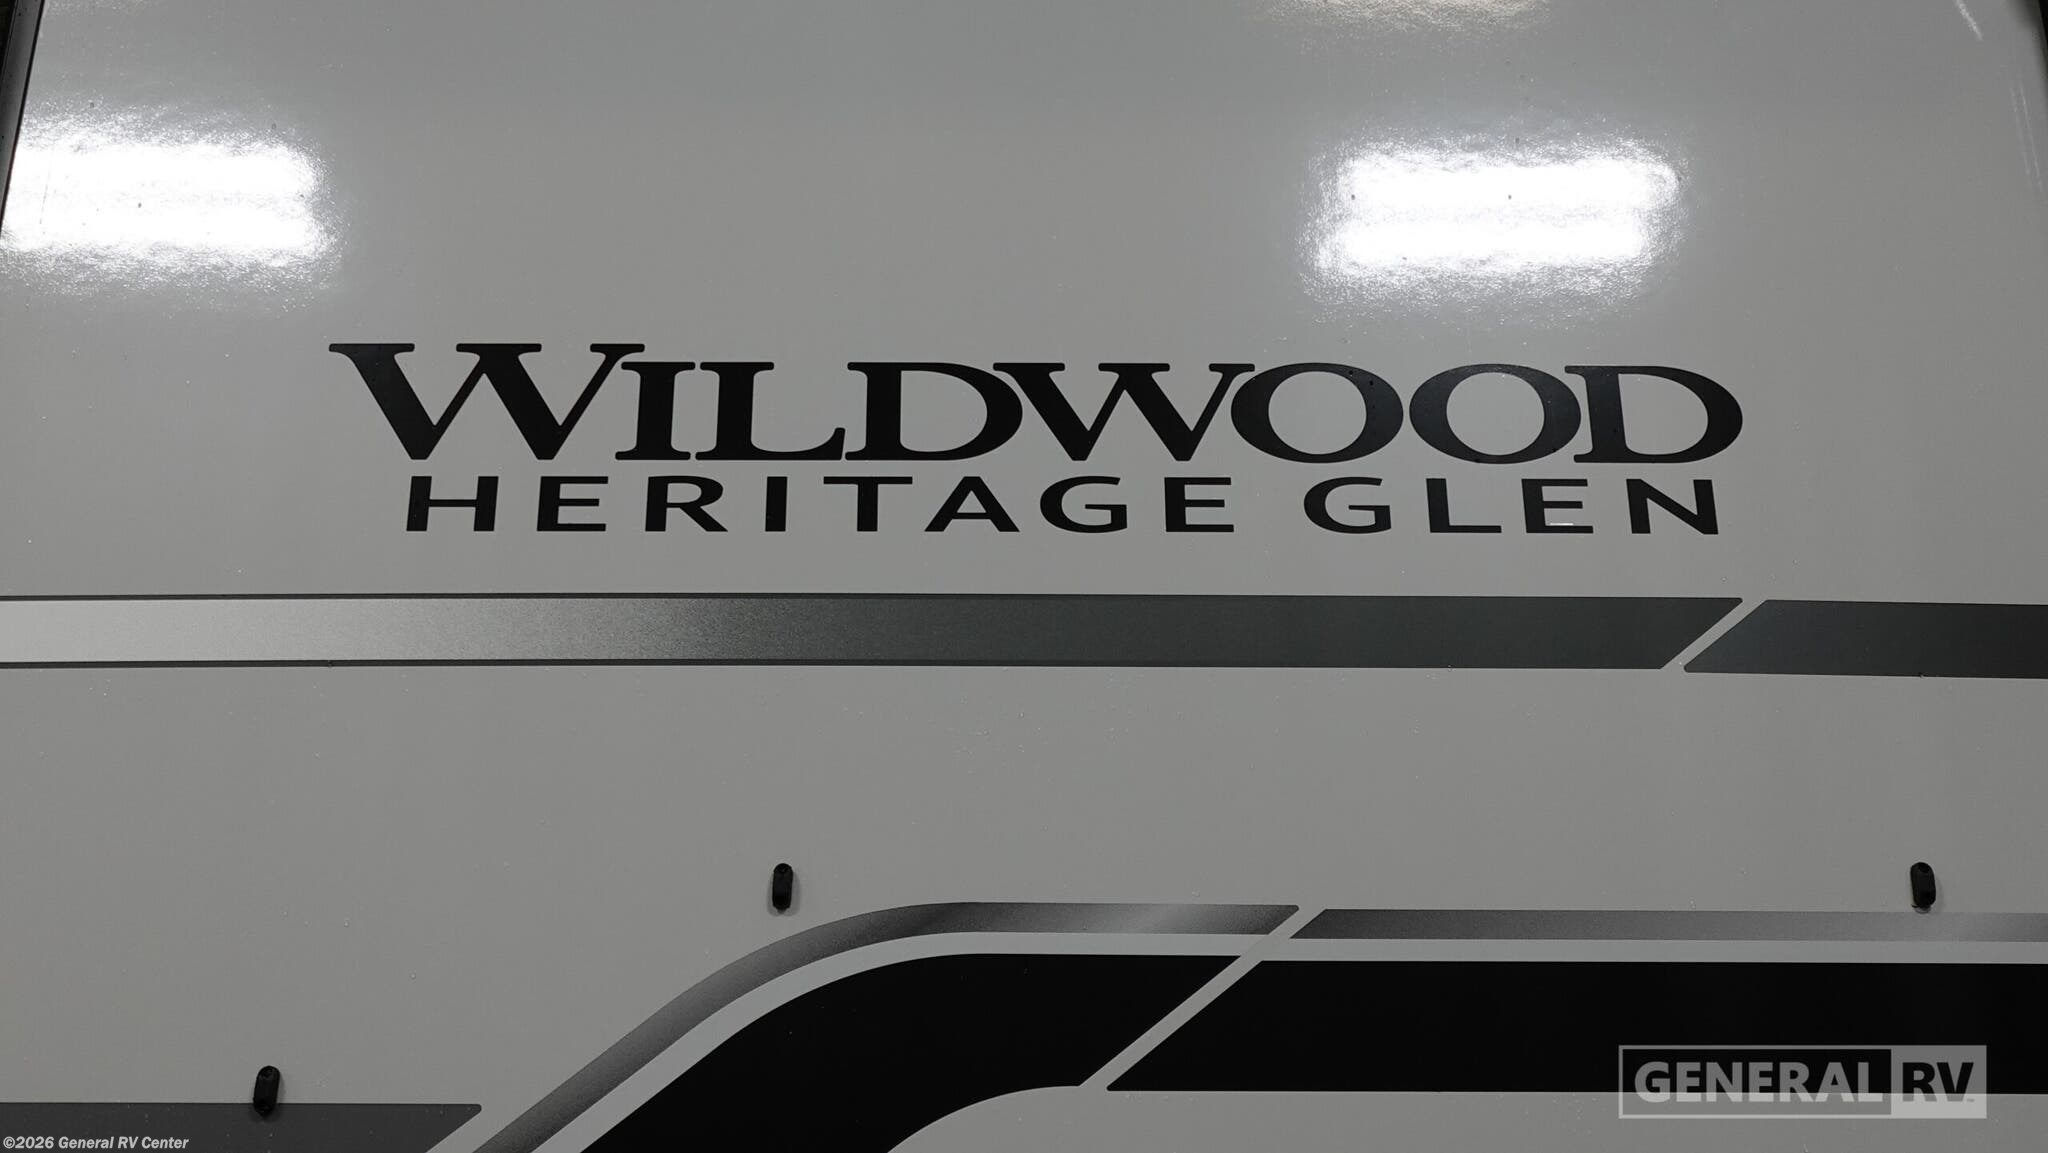 WILDWOOD
HERITAGE GLEN
GENERAL RV
©2026 General RV Center